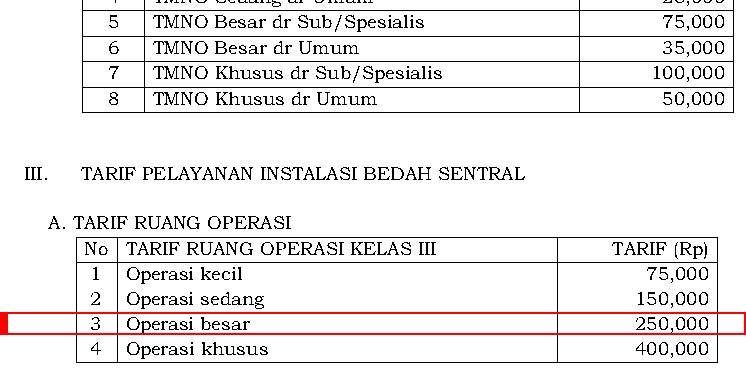 5 TMNO Besar dr Sub/Spesialis 75,000
6 TMNO Besar dr Umum 35,000
7 TMNO Khusus dr Sub/Spesialis 100,000
8 TMNO Khusus dr Umum 50,000
III. TARIF PELAYANAN INSTALASI BEDAH SENTRAL
A. TARIF RUANG OPERASI
No TARIF RUANG OPERASI KELAS III TARIF (Rp)
1 Operasi kecil 75,000
2 Operasi sedang 150,000
3 Operasi besar 250,000
4 Operasi khusus 400,000